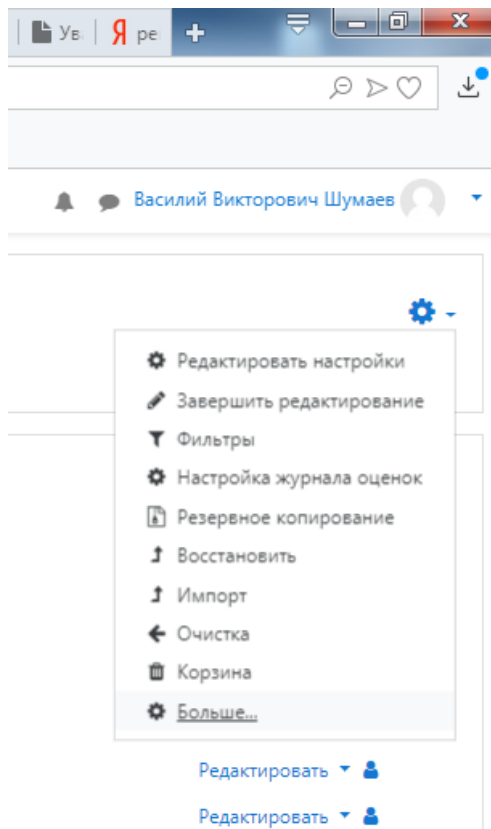 Ув
Я ре
Василий Викторович Шумаев
Редактировать настройки
Завершить редактирование
Фильтры
Настройка журнала оценок
Резервное копирование
Восстановить
Импорт
Очистка
Корзина
Больше...
Редактировать
Редактировать